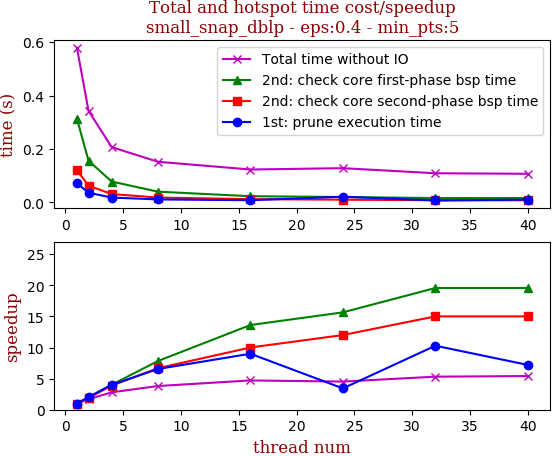 Total and hotspot time cost/speedup
small_snap_dblp - eps:0.4 - min_pts:5
time (s)
0.6
0.4
0.2
0.0
Total time without IO
2nd: check core first-phase bsp time
2nd: check core second-phase bsp time
1st: prune execution time
0 5 10 15 20 25 30 35 40
speedup
25
20
15
10
5
0
0 5 10 15 20 25 30 35 40
thread num